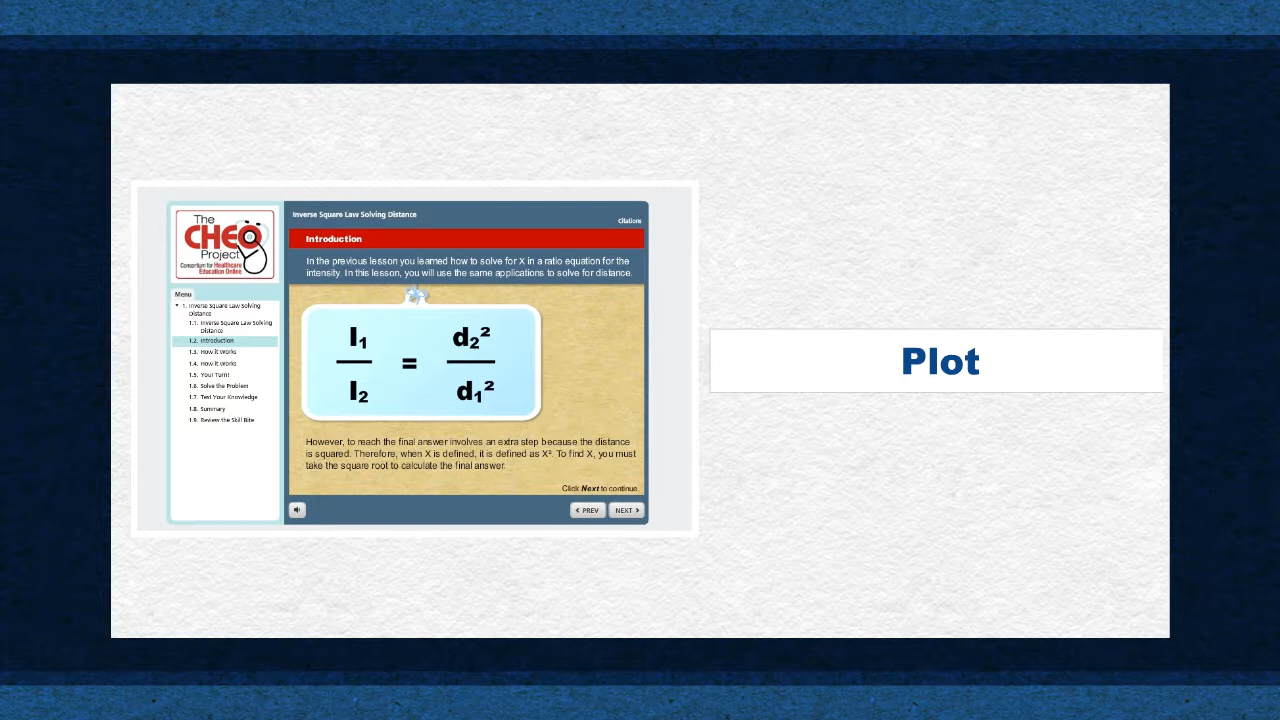 The
CHEO
Project
Consortium for Healthcare
Education Online
Menu
1. Inverse Square Law Solving
Distance
1.1. Inverse Square Law Solving
Distance
1.2. Introduction
1.3. How it Works
1.4. How it Works
1.5. You! Turn!
1.6. Solve the Problem
1.7. Test Your Knowledge
1.8. Summary
1.9. Review the Skill Bite
Inverse Square Law Solving Distance
Citations
Introduction
In the previous lesson you learned how to solve for X in a ratio equation for the
intensity. In this lesson, you will use the same applications to solve for distance.
I₁ d₂²
=
I₂ d₁²
However, to reach the final answer involves an extra step because the distance
is squared. Therefore, when X is defined, it is defined as X². To find X, you must
take the square root to calculate the final answer.
Click Next to continue.
< PREV NEXT >
Plot